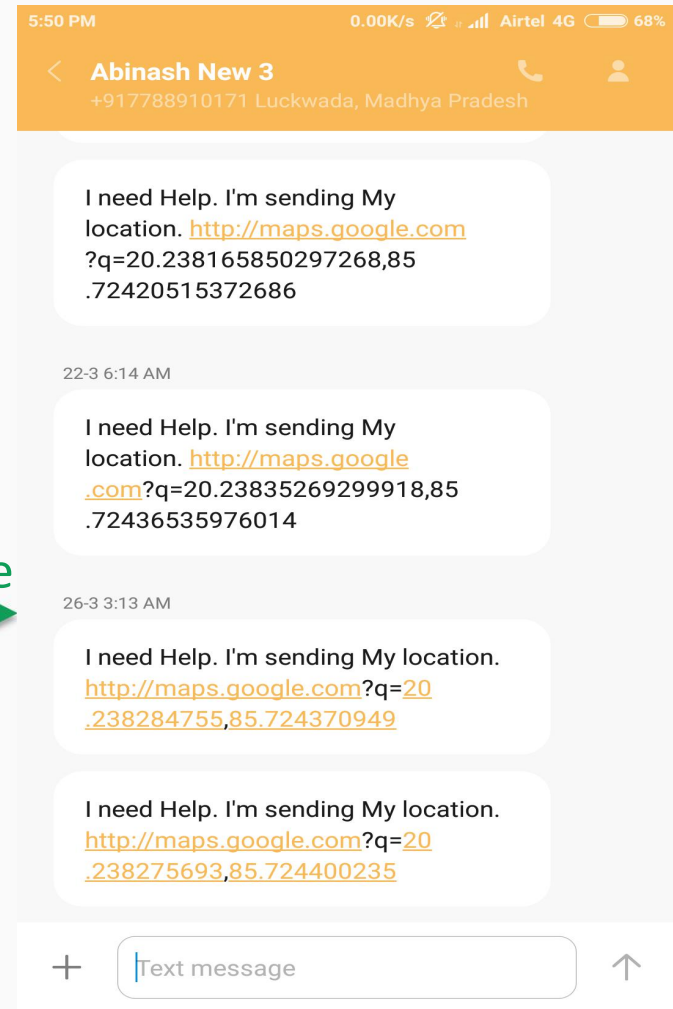 5:50 PM 0.00K/s Airtel 4G 68%
Abinash New 3
+917788910171 Luckwada, Madhya Pradesh
I need Help. I'm sending My
location. http://maps.google.com
?q=20.238165850297268,85
.72420515372686
22-3 6:14 AM
I need Help. I'm sending My
location. http://maps.google
.com?q=20.23835269299918,85
.72436535976014
e
26-3 3:13 AM
I need Help. I'm sending My location.
http://maps.google.com?q=20
.238284755,85.724370949
I need Help. I'm sending My location.
http://maps.google.com?q=20
.238275693,85.724400235
Text message